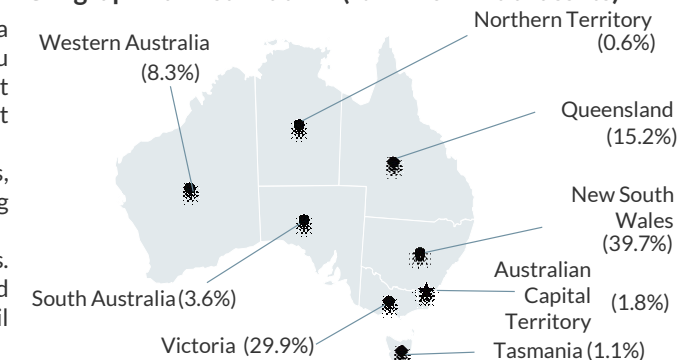 Northern Territory
(0.6%)
Western Australia
(8.3%)
Queensland
(15.2%)
New South
Wales
(39.7%)
Australian
Capital
Territory
(1.8%)
South Australia (3.6%)
Victoria (29.9%)
Tasmania (1.1%)